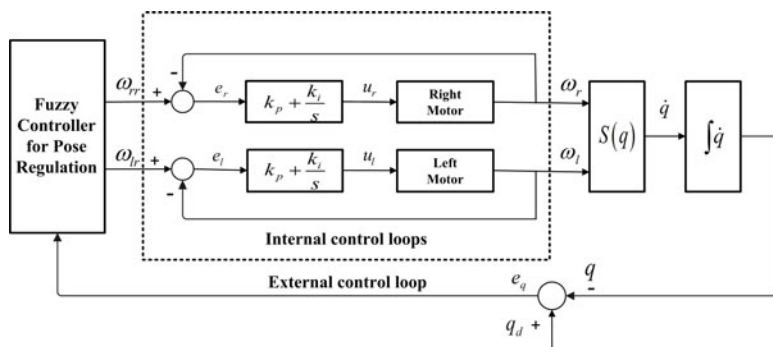 Fuzzy
Controller
for Pose
Regulation
ω_rr
+
-
e_r
k_p + k_i/s
u_r
Right
Motor
ω_r
ω_lr
+
-
e_l
k_p + k_i/s
u_l
Left
Motor
ω_l
S(q)
q̇
∫q̇
Internal control loops
External control loop
e_q
q
-
q_d +